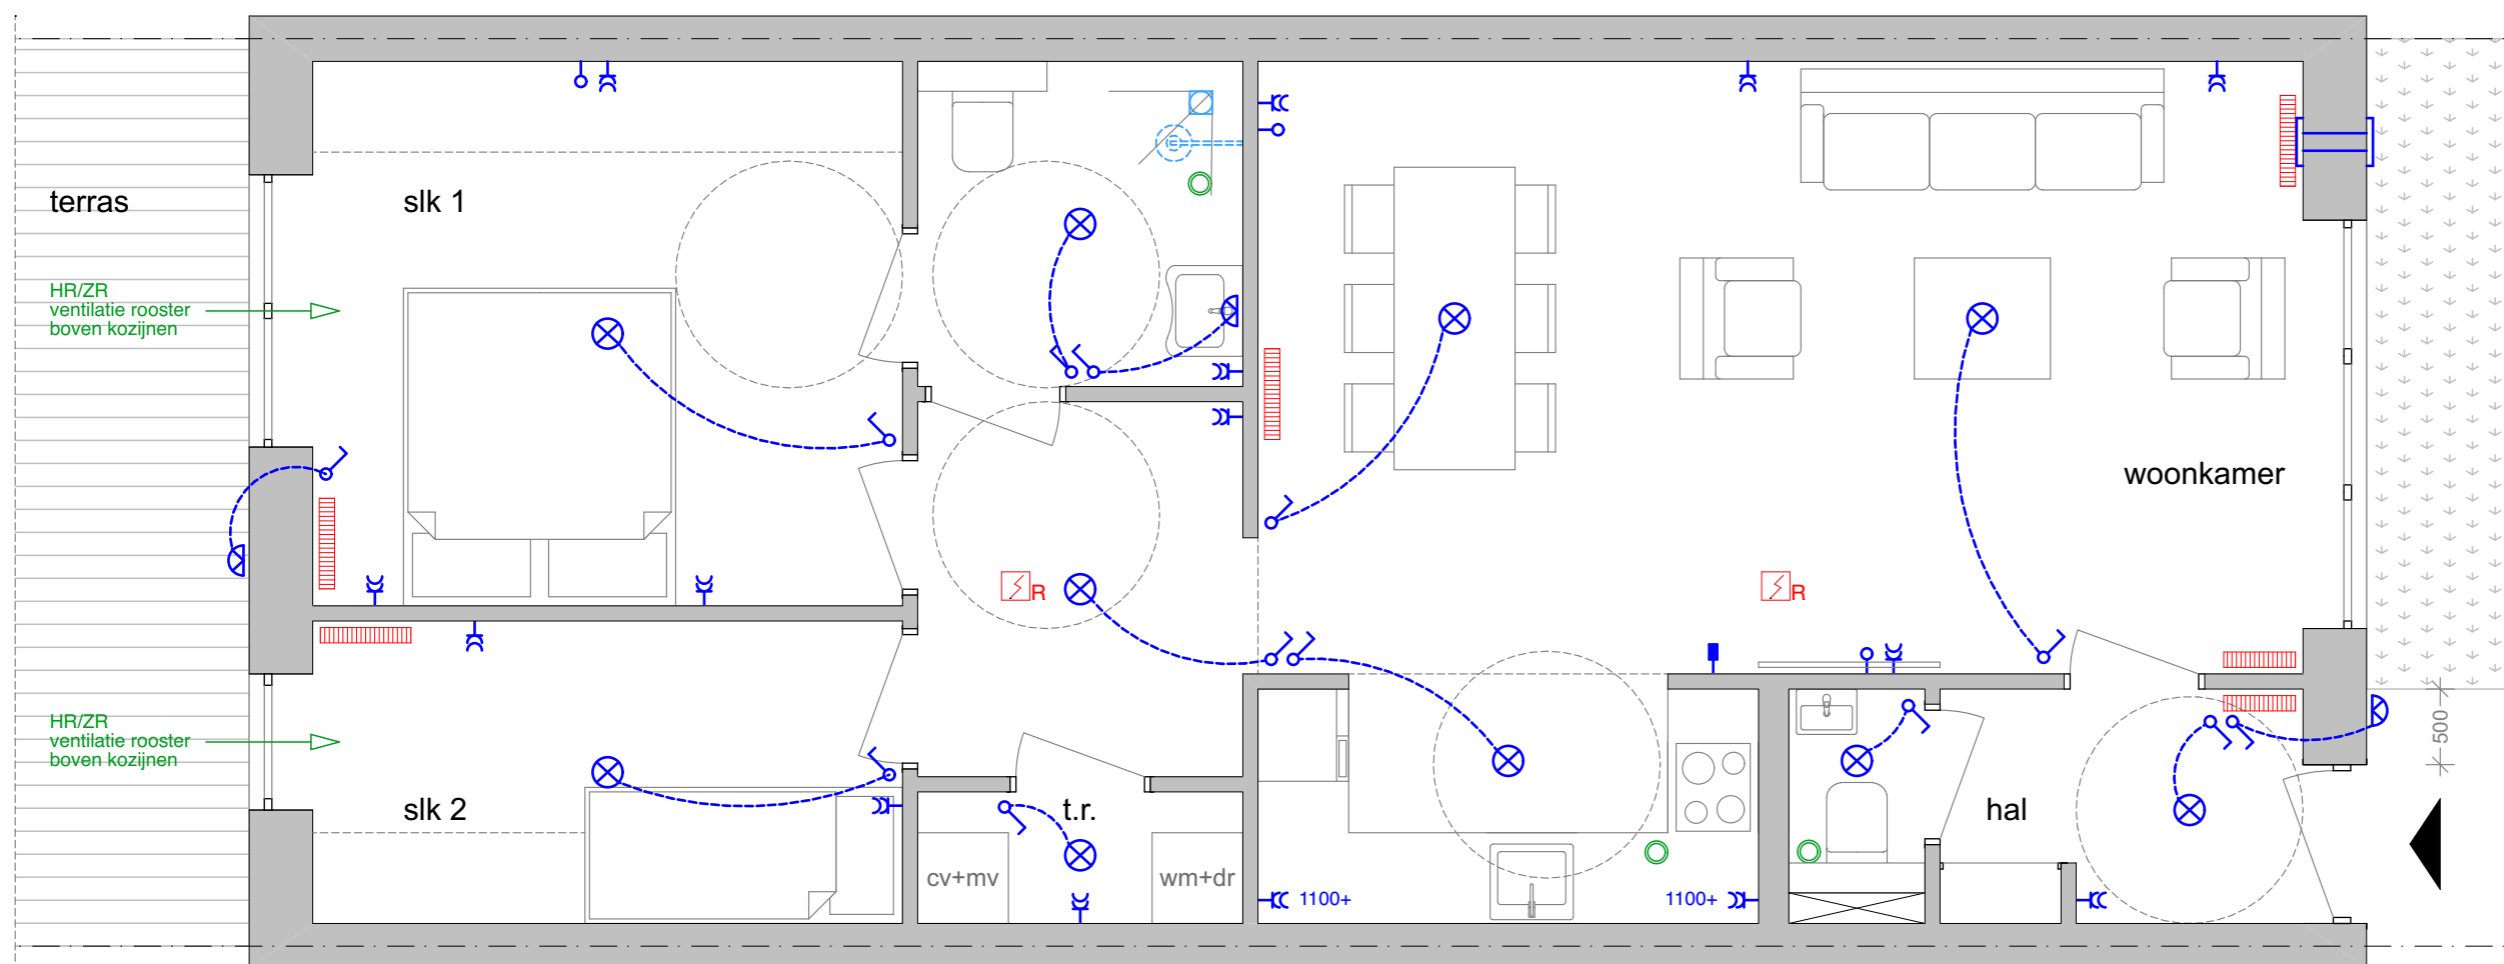 terras
slk 1
HR/ZR
ventilatie rooster
boven kozijnen
woonkamer
R
R
HR/ZR
ventilatie rooster
boven kozijnen
slk 2
t.r.
hal
500
cv+mv
wm+dr
1100+
1100+